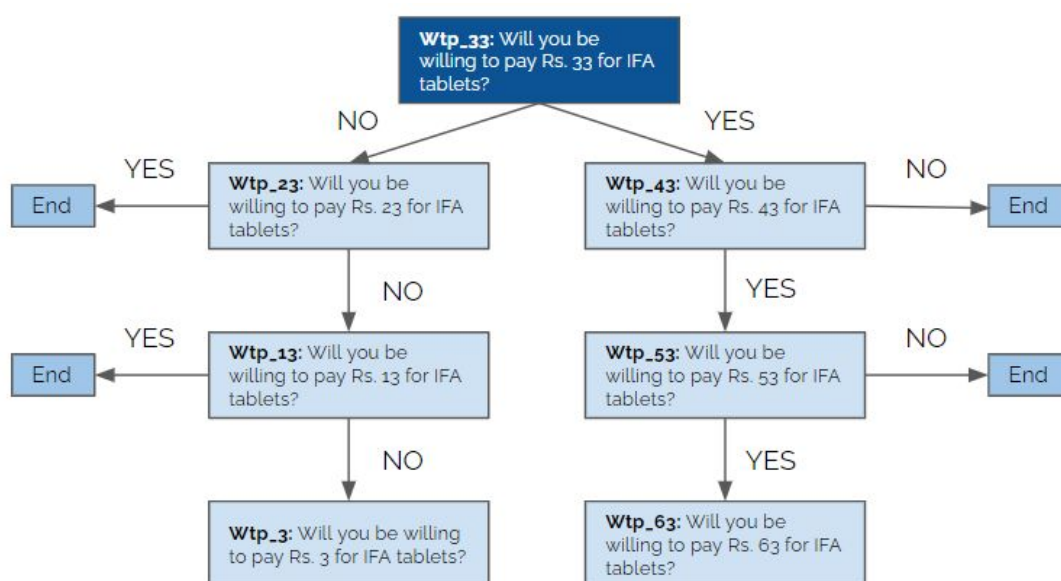 Wtp_33: Will you be
willing to pay Rs. 33 for IFA
tablets?
NO
YES
YES
Wtp_23: Will you be
willing to pay Rs. 23 for IFA
tablets?
End
Wtp_43: Will you be
willing to pay Rs. 43 for IFA
tablets?
NO
End
NO
YES
YES
Wtp_13: Will you be
willing to pay Rs. 13 for IFA
tablets?
End
Wtp_53: Will you be
willing to pay Rs. 53 for IFA
tablets?
NO
End
NO
YES
Wtp_3: Will you be willing
to pay Rs. 3 for IFA tablets?
Wtp_63: Will you be
willing to pay Rs. 63 for IFA
tablets?